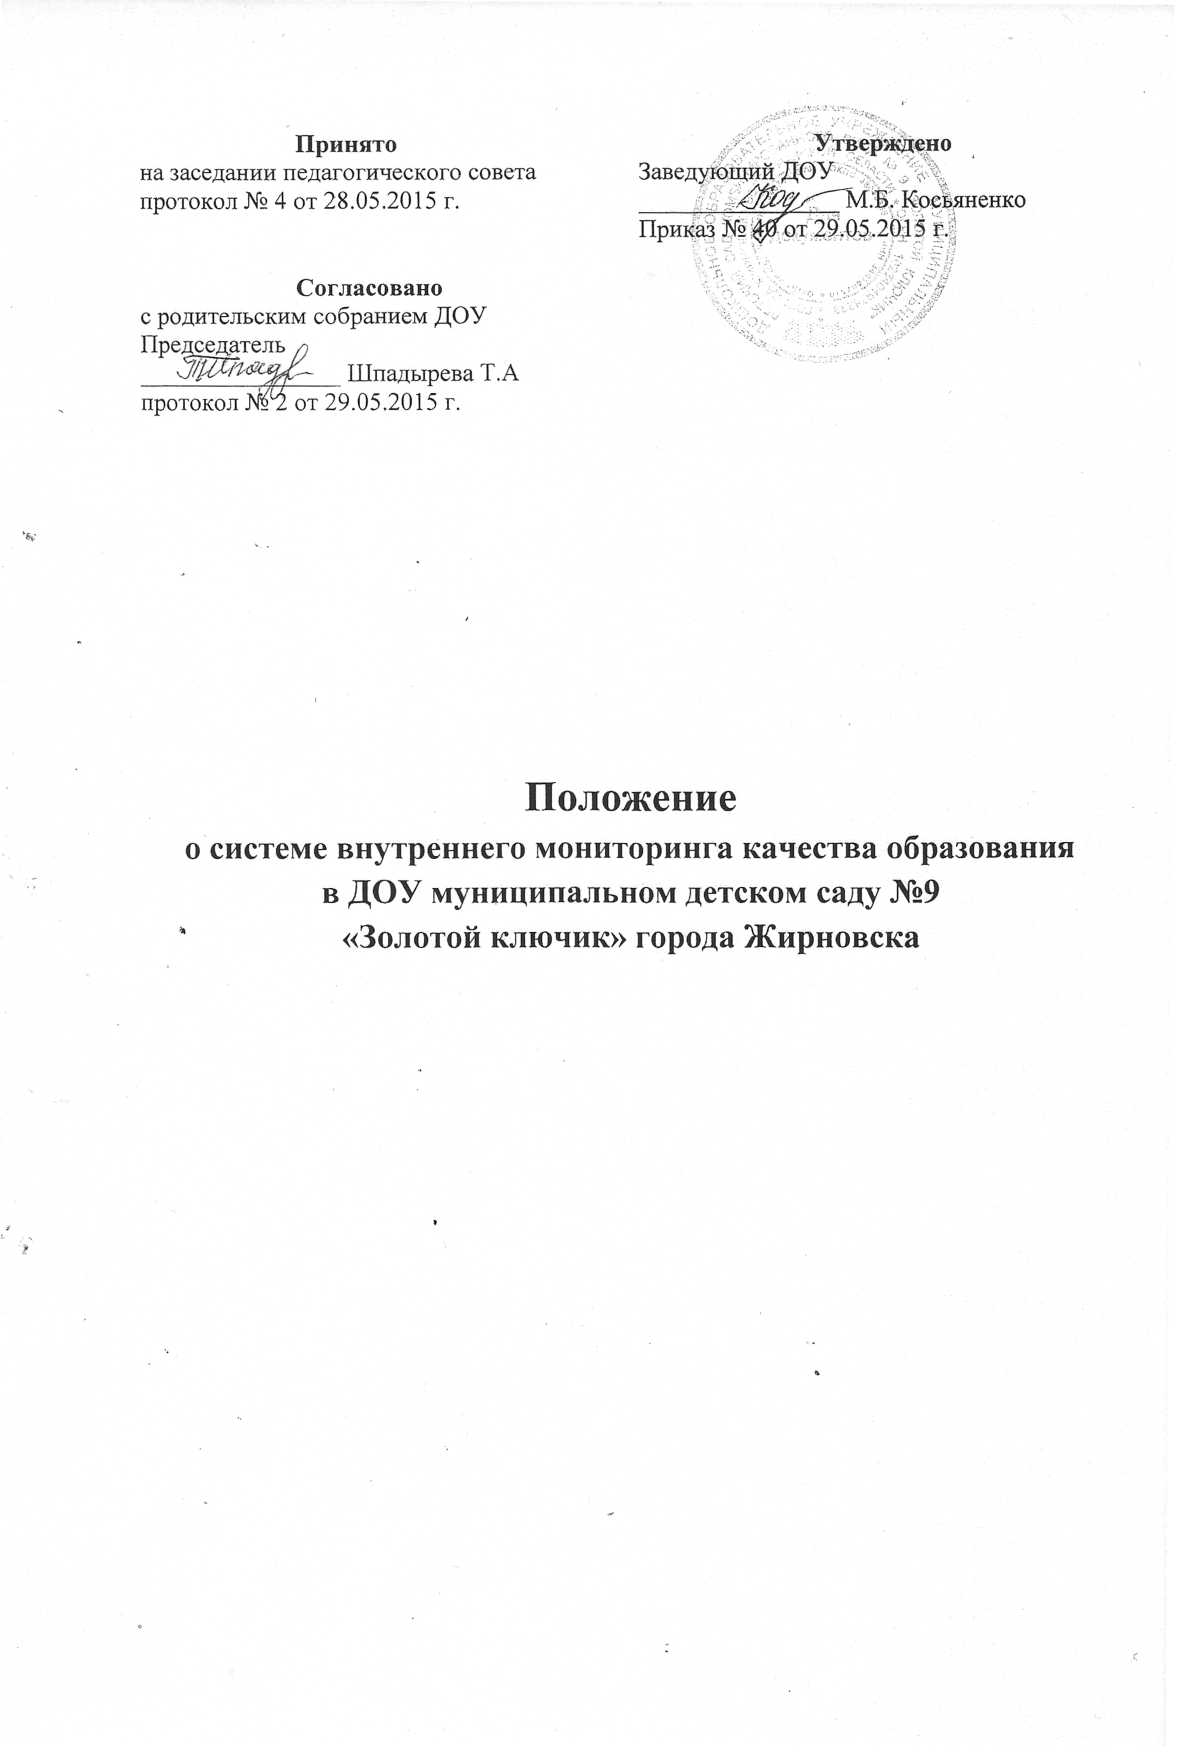 Принято
на заседании педагогического совета
протокол № 4 от 28.05.2015 г.
Утверждено
Заведующий ДОУ
М.Б. Косьяненко
Приказ № 40 от 29.05.2015 г.
Согласовано
с родительским собранием ДОУ
Председатель
Шпадырева Т.А
протокол № 2 от 29.05.2015 г.
Положение
о системе внутреннего мониторинга качества образования
в ДОУ муниципальном детском саду №9
«Золотой ключик» города Жирновска